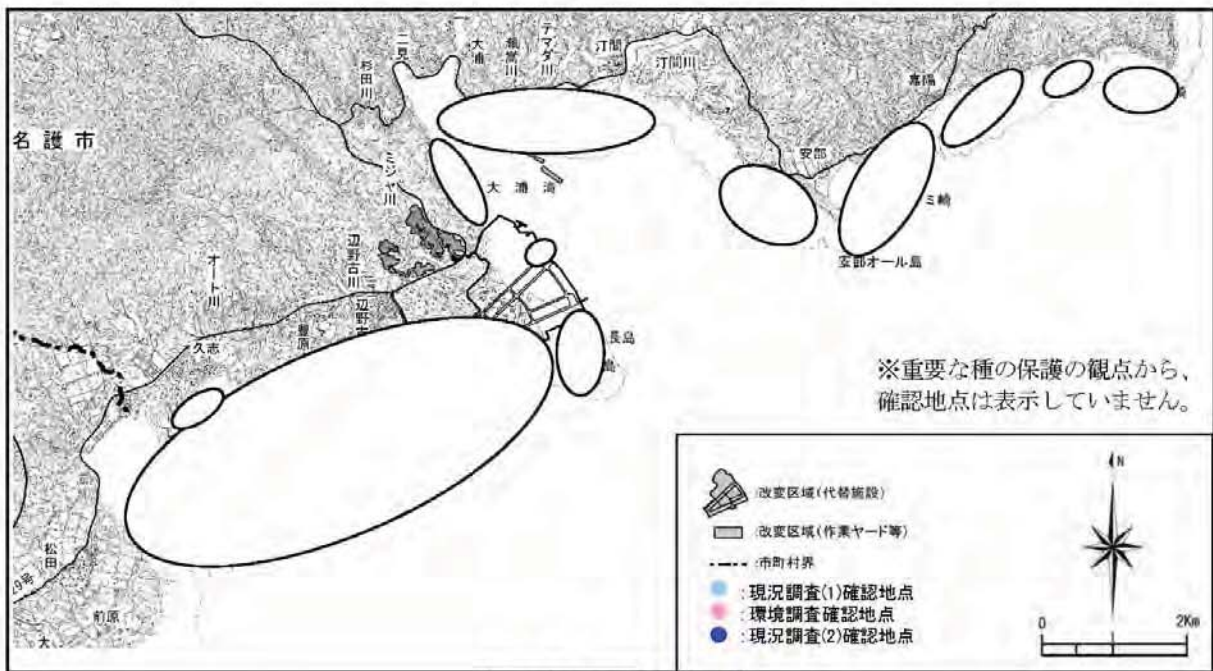 名護市
二見
大浦
テマダ川
汀間
汀間川
杉田川
嘉陽
安部
ミジャ川
大浦湾
ミ崎
安部オール島
辺野古川
オート川
辺野古
豊原
久志
長島
島
※重要な種の保護の観点から、
確認地点は表示していません。
松田
29号
前原
大
:改変区域(代替施設)
:改変区域(作業ヤード等)
:市町村界
:現況調査(1)確認地点
:環境調査確認地点
:現況調査(2)確認地点
N
0 2Km